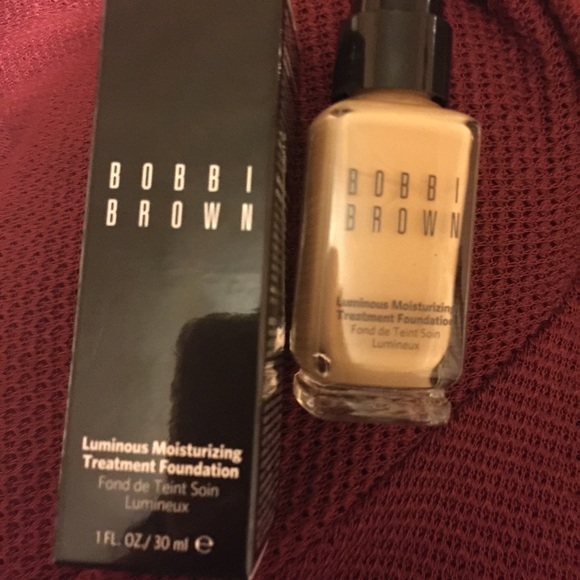 BOBBI
BROWN
Luminous Moisturizing
Treatment Foundation
Fond de Teint Soin
Lumineux
1 FL. OZ./30 ml ℮
BOBBI
BROWN
Luminous Moisturizing
Treatment Foundation
Fond de Teint Soin
Lumineux